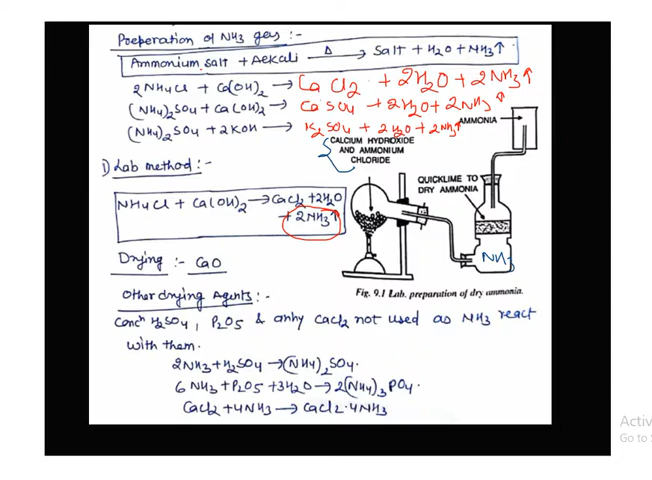 Preperation of NH3 gas :-
Ammonium salt + Alkali —Δ→ Salt + H2O + NH3↑
2NH4Cl + Ca(OH)2 → CaCl2 + 2H2O + 2NH3↑
(NH4)2SO4 + Ca(OH)2 → CaSO4 + 2H2O + 2NH3↑
(NH4)2SO4 + 2KOH → K2SO4 + 2H2O + 2NH3↑
AMMONIA
CALCIUM HYDROXIDE
AND AMMONIUM
CHLORIDE
1) Lab method :-
QUICKLIME TO
DRY AMMONIA
NH4Cl + Ca(OH)2 → CaCl2 + 2H2O
+ 2NH3↑
NH3
Drying :- CaO
Fig. 9.1 Lab. preparation of dry ammonia.
Other drying Agents :-
Concn H2SO4, P2O5 & anhy CaCl2 not used as NH3 react
with them.
2NH3 + H2SO4 → (NH4)2SO4.
6NH3 + P2O5 + 3H2O → 2(NH4)3PO4.
CaCl2 + 4NH3 → CaCl2·4NH3
Activ
Go to S